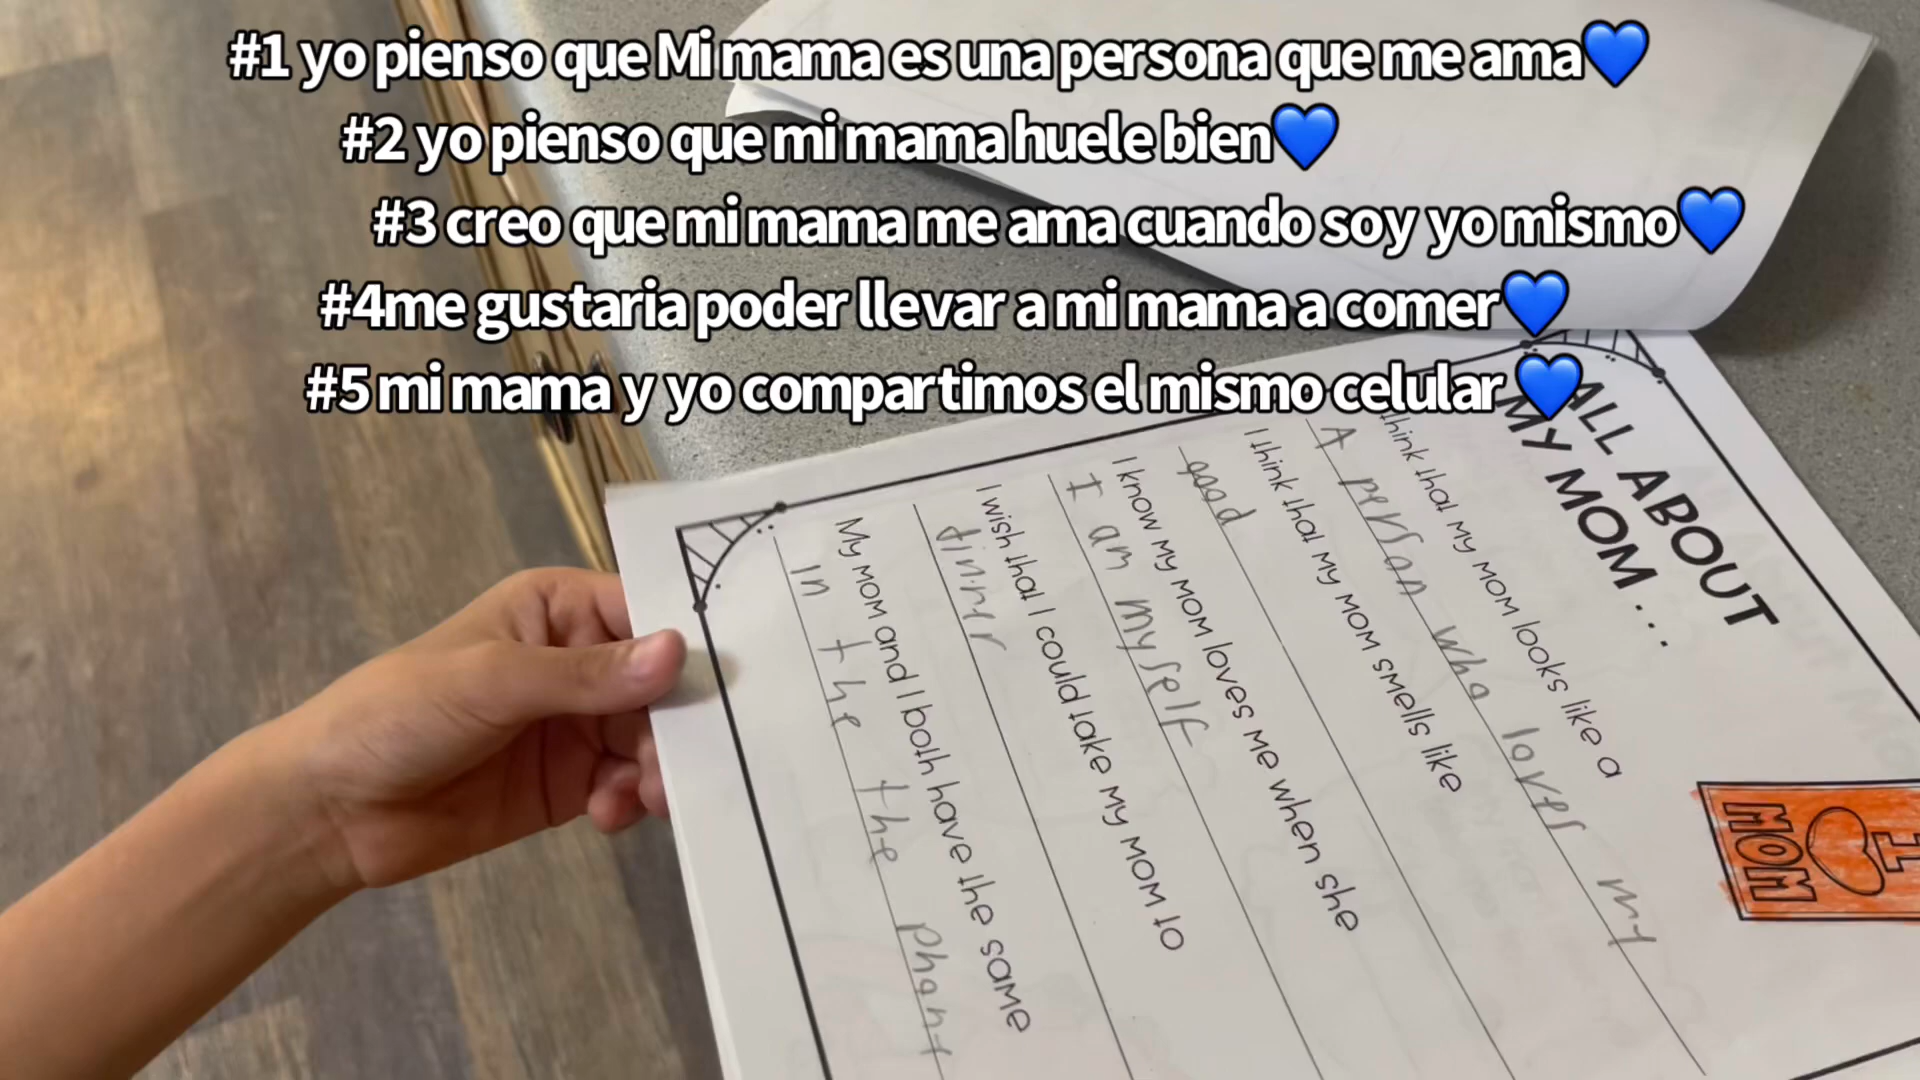 #1 yo pienso que Mi mama es una persona que me ama💙
#2 yo pienso que mi mama huele bien💙
#3 creo que mi mama me ama cuando soy yo mismo💙
#4me gustaria poder llevar a mi mama a comer💙
#5 mi mama y yo compartimos el mismo celular 💙
ALL ABOUT
MY MOM...
I
MOM
think that my mom looks like a
A person who loves my
I think that my mom smells like
good
I know my mom loves me when she
I am myself
I wish that I could take my mom to
dinner
My mom and I both have the same
in the the phone